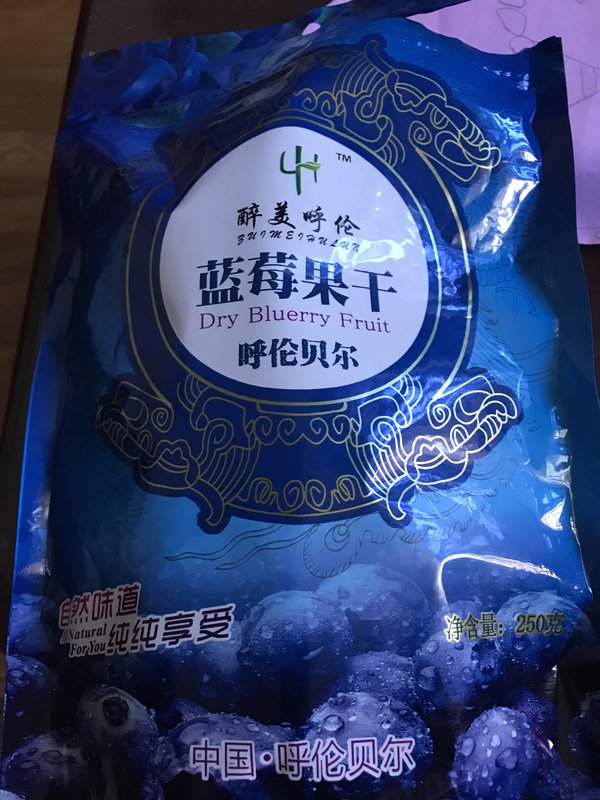 TM
醉美呼伦
ZUIMEIHULUN
蓝莓果干
Dry Bluerry Fruit
呼伦贝尔
自然味道
Natural
For You 纯纯享受
净含量：250克
中国·呼伦贝尔